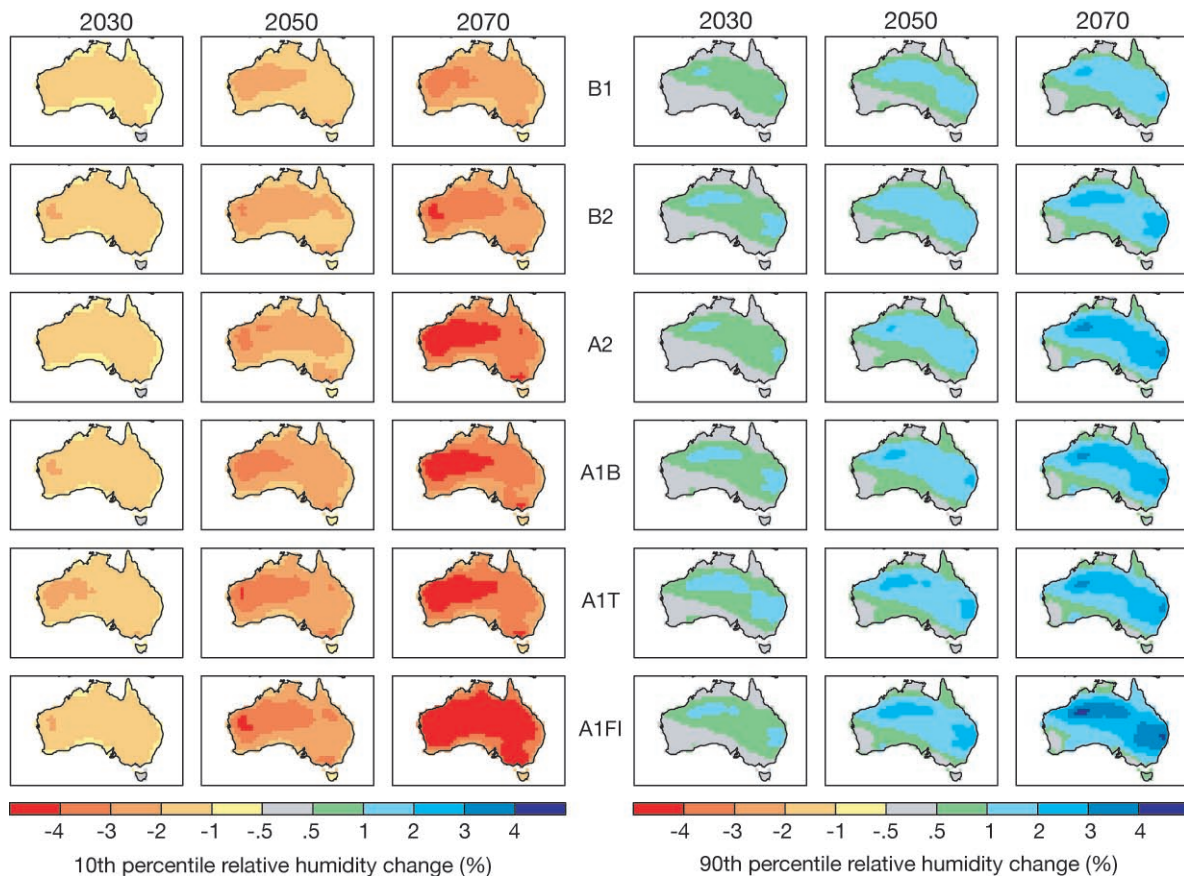 2030 2050 2070 2030 2050 2070
B1
B2
A2
A1B
A1T
A1FI
-4 -3 -2 -1 -.5 .5 1 2 3 4 -4 -3 -2 -1 -.5 .5 1 2 3 4
10th percentile relative humidity change (%) 90th percentile relative humidity change (%)